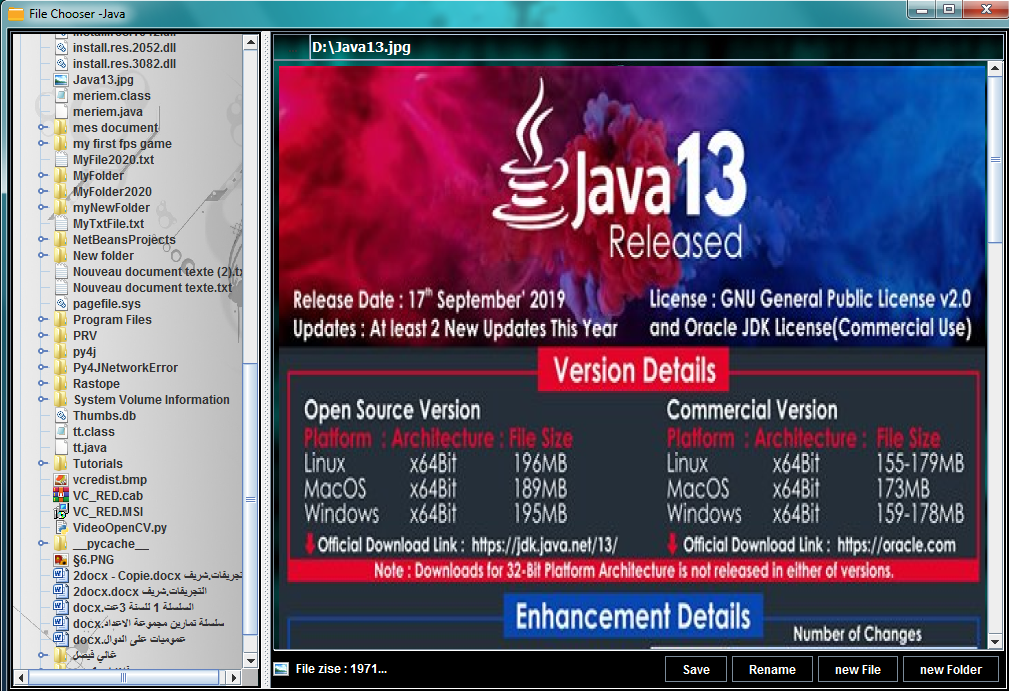 File Chooser -Java
install.res.2052.dll
install.res.3082.dll
Java13.jpg
meriem.class
meriem.java
mes document
my first fps game
MyFile2020.txt
MyFolder
MyFolder2020
myNewFolder
MyTxtFile.txt
NetBeansProjects
New folder
Nouveau document texte (2).tx
Nouveau document texte.txt
pagefile.sys
Program Files
PRV
py4j
Py4JNetworkError
Rastope
System Volume Information
Thumbs.db
tt.class
tt.java
Tutorials
vcredist.bmp
VC_RED.cab
VC_RED.MSI
VideoOpenCV.py
__pycache__
§6.PNG
2docx - Copie.docx التجريفات,شريف
2docx.docx التجريفات,شريف
السلسلة 1 للسنة 3عت.docx
سلسلة تمارين مجموعة الاعداد.docx
عموميات على الدوال.docx
غالي فيصل
D:\Java13.jpg
Java 13
Released
Release Date : 17th September' 2019
Updates : At least 2 New Updates This Year
License : GNU General Public License v2.0
and Oracle JDK License(Commercial Use)
Version Details
Open Source Version
Platform : Architecture : File Size
Linux x64Bit 196MB
MacOS x64Bit 189MB
Windows x64Bit 195MB
Official Download Link : https://jdk.java.net/13/
Commercial Version
Platform : Architecture : File Size
Linux x64Bit 155-179MB
MacOS x64Bit 173MB
Windows x64Bit 159-178MB
Official Download Link : https://oracle.com
Note : Downloads for 32-Bit Platform Architecture is not released in either of versions.
Enhancement Details
Number of Changes
File zise : 1971...
Save
Rename
new File
new Folder